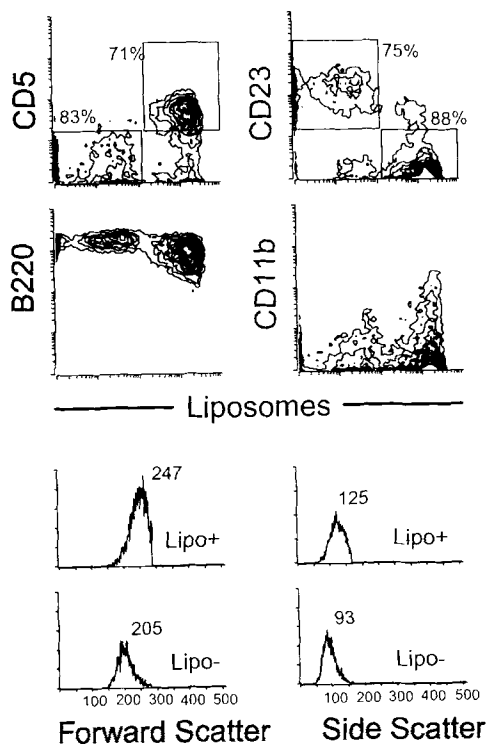 CD5
71%
83%
CD23
75%
88%
B220
CD11b
Liposomes
247
Lipo+
125
Lipo+
205
Lipo-
93
Lipo-
100 200 300 400 500
100 200 300 400 500
Forward Scatter
Side Scatter